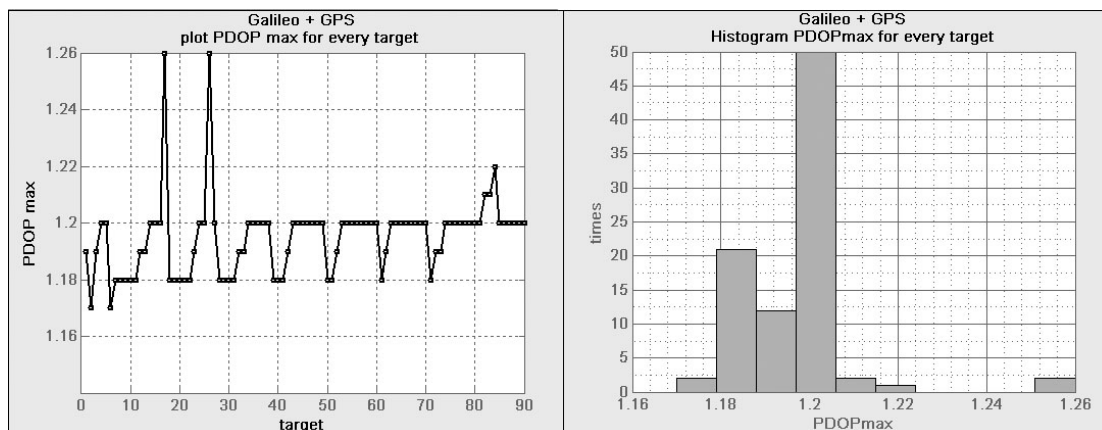 Galileo + GPS
plot PDOP max for every target
1.26
1.24
1.22
1.2
1.18
1.16
PDOP max
0 10 20 30 40 50 60 70 80 90
target
Galileo + GPS
Histogram PDOPmax for every target
50
45
40
35
30
25
20
15
10
5
0
times
1.16 1.18 1.2 1.22 1.24 1.26
PDOPmax